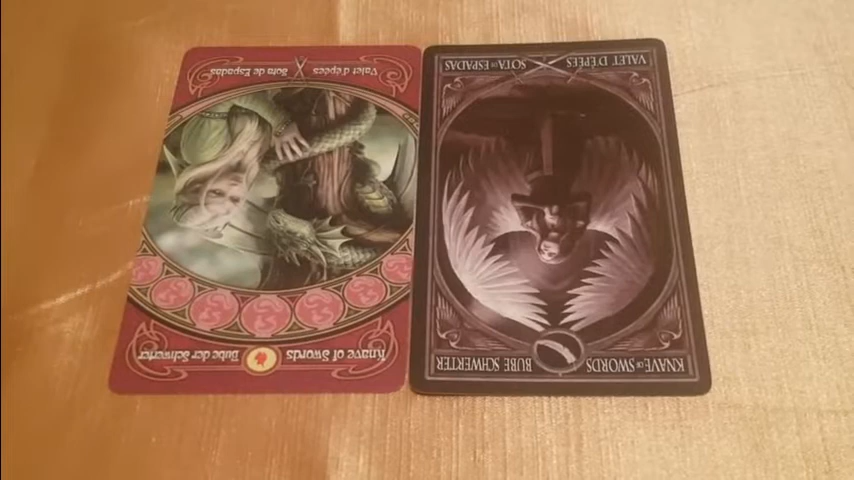 Knave of Swords
Bube der Schwerter
Valet d'épées
Sota de Espadas
KNAVE OF SWORDS
BUBE SCHWERTER
VALET D'ÉPÉES
SOTA DE ESPADAS